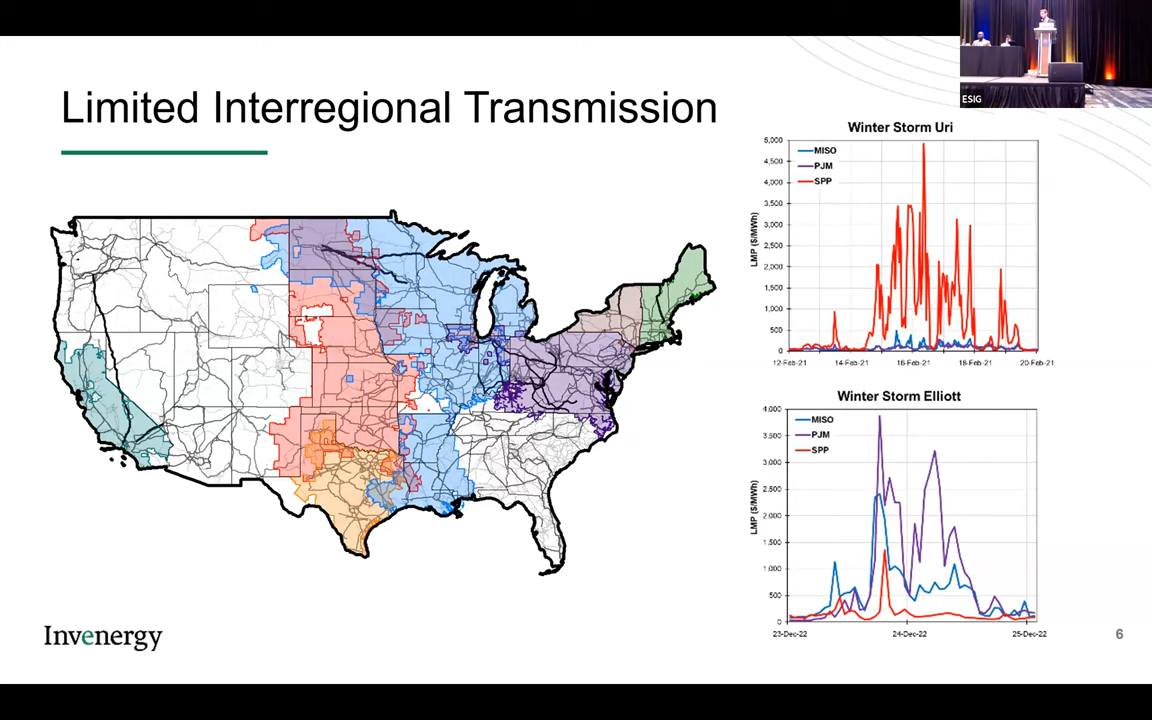 ESIG
Limited Interregional Transmission
Winter Storm Uri
LMP ($/MWh)
5,000
4,500
4,000
3,500
3,000
2,500
2,000
1,500
1,000
500
0
MISO
PJM
SPP
12-Feb-21 14-Feb-21 16-Feb-21 18-Feb-21 20-Feb-21
Winter Storm Elliott
LMP ($/MWh)
4,000
3,500
3,000
2,500
2,000
1,500
1,000
500
0
MISO
PJM
SPP
23-Dec-22 24-Dec-22 25-Dec-22
Invenergy
6